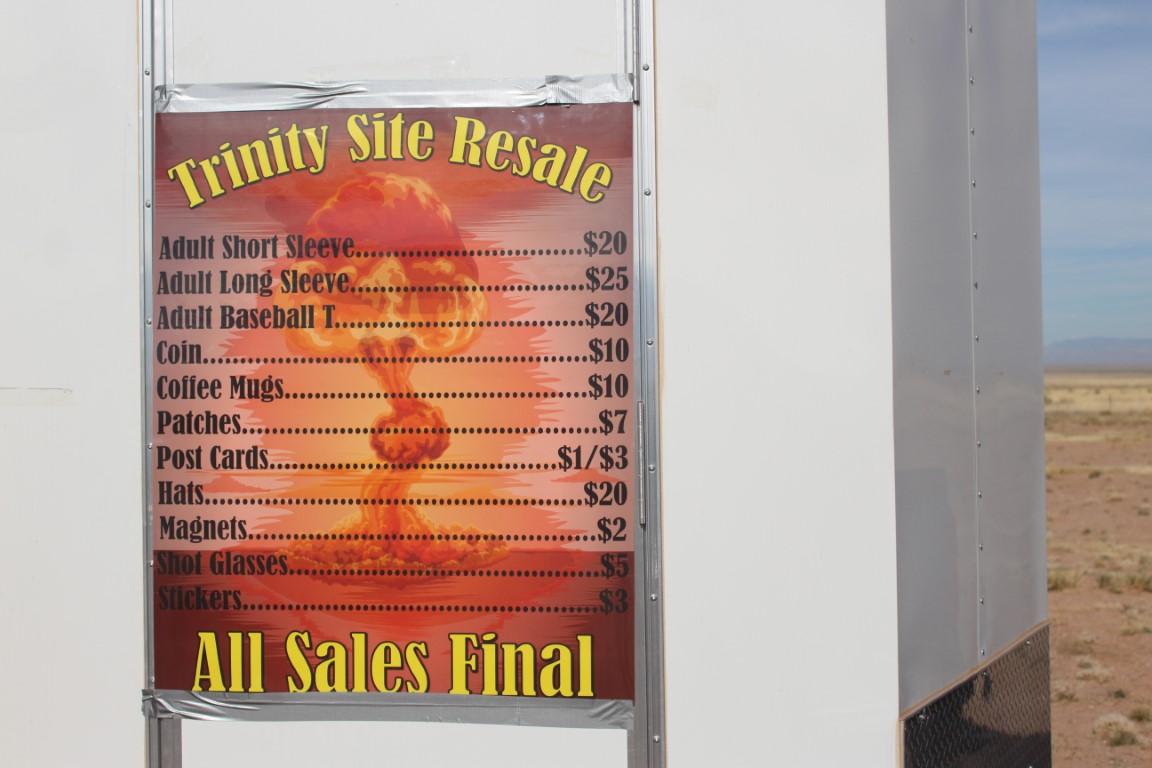 Trinity Site Resale
Adult Short Sleeve.......................................$20
Adult Long Sleeve........................................$25
Adult Baseball T..........................................$20
Coin...............................................................$10
Coffee Mugs..................................................$10
Patches..........................................................$7
Post Cards...............................................$1/$3
Hats...............................................................$20
Magnets.........................................................$2
Shot Glasses...................................................$5
Stickers..........................................................$3
All Sales Final